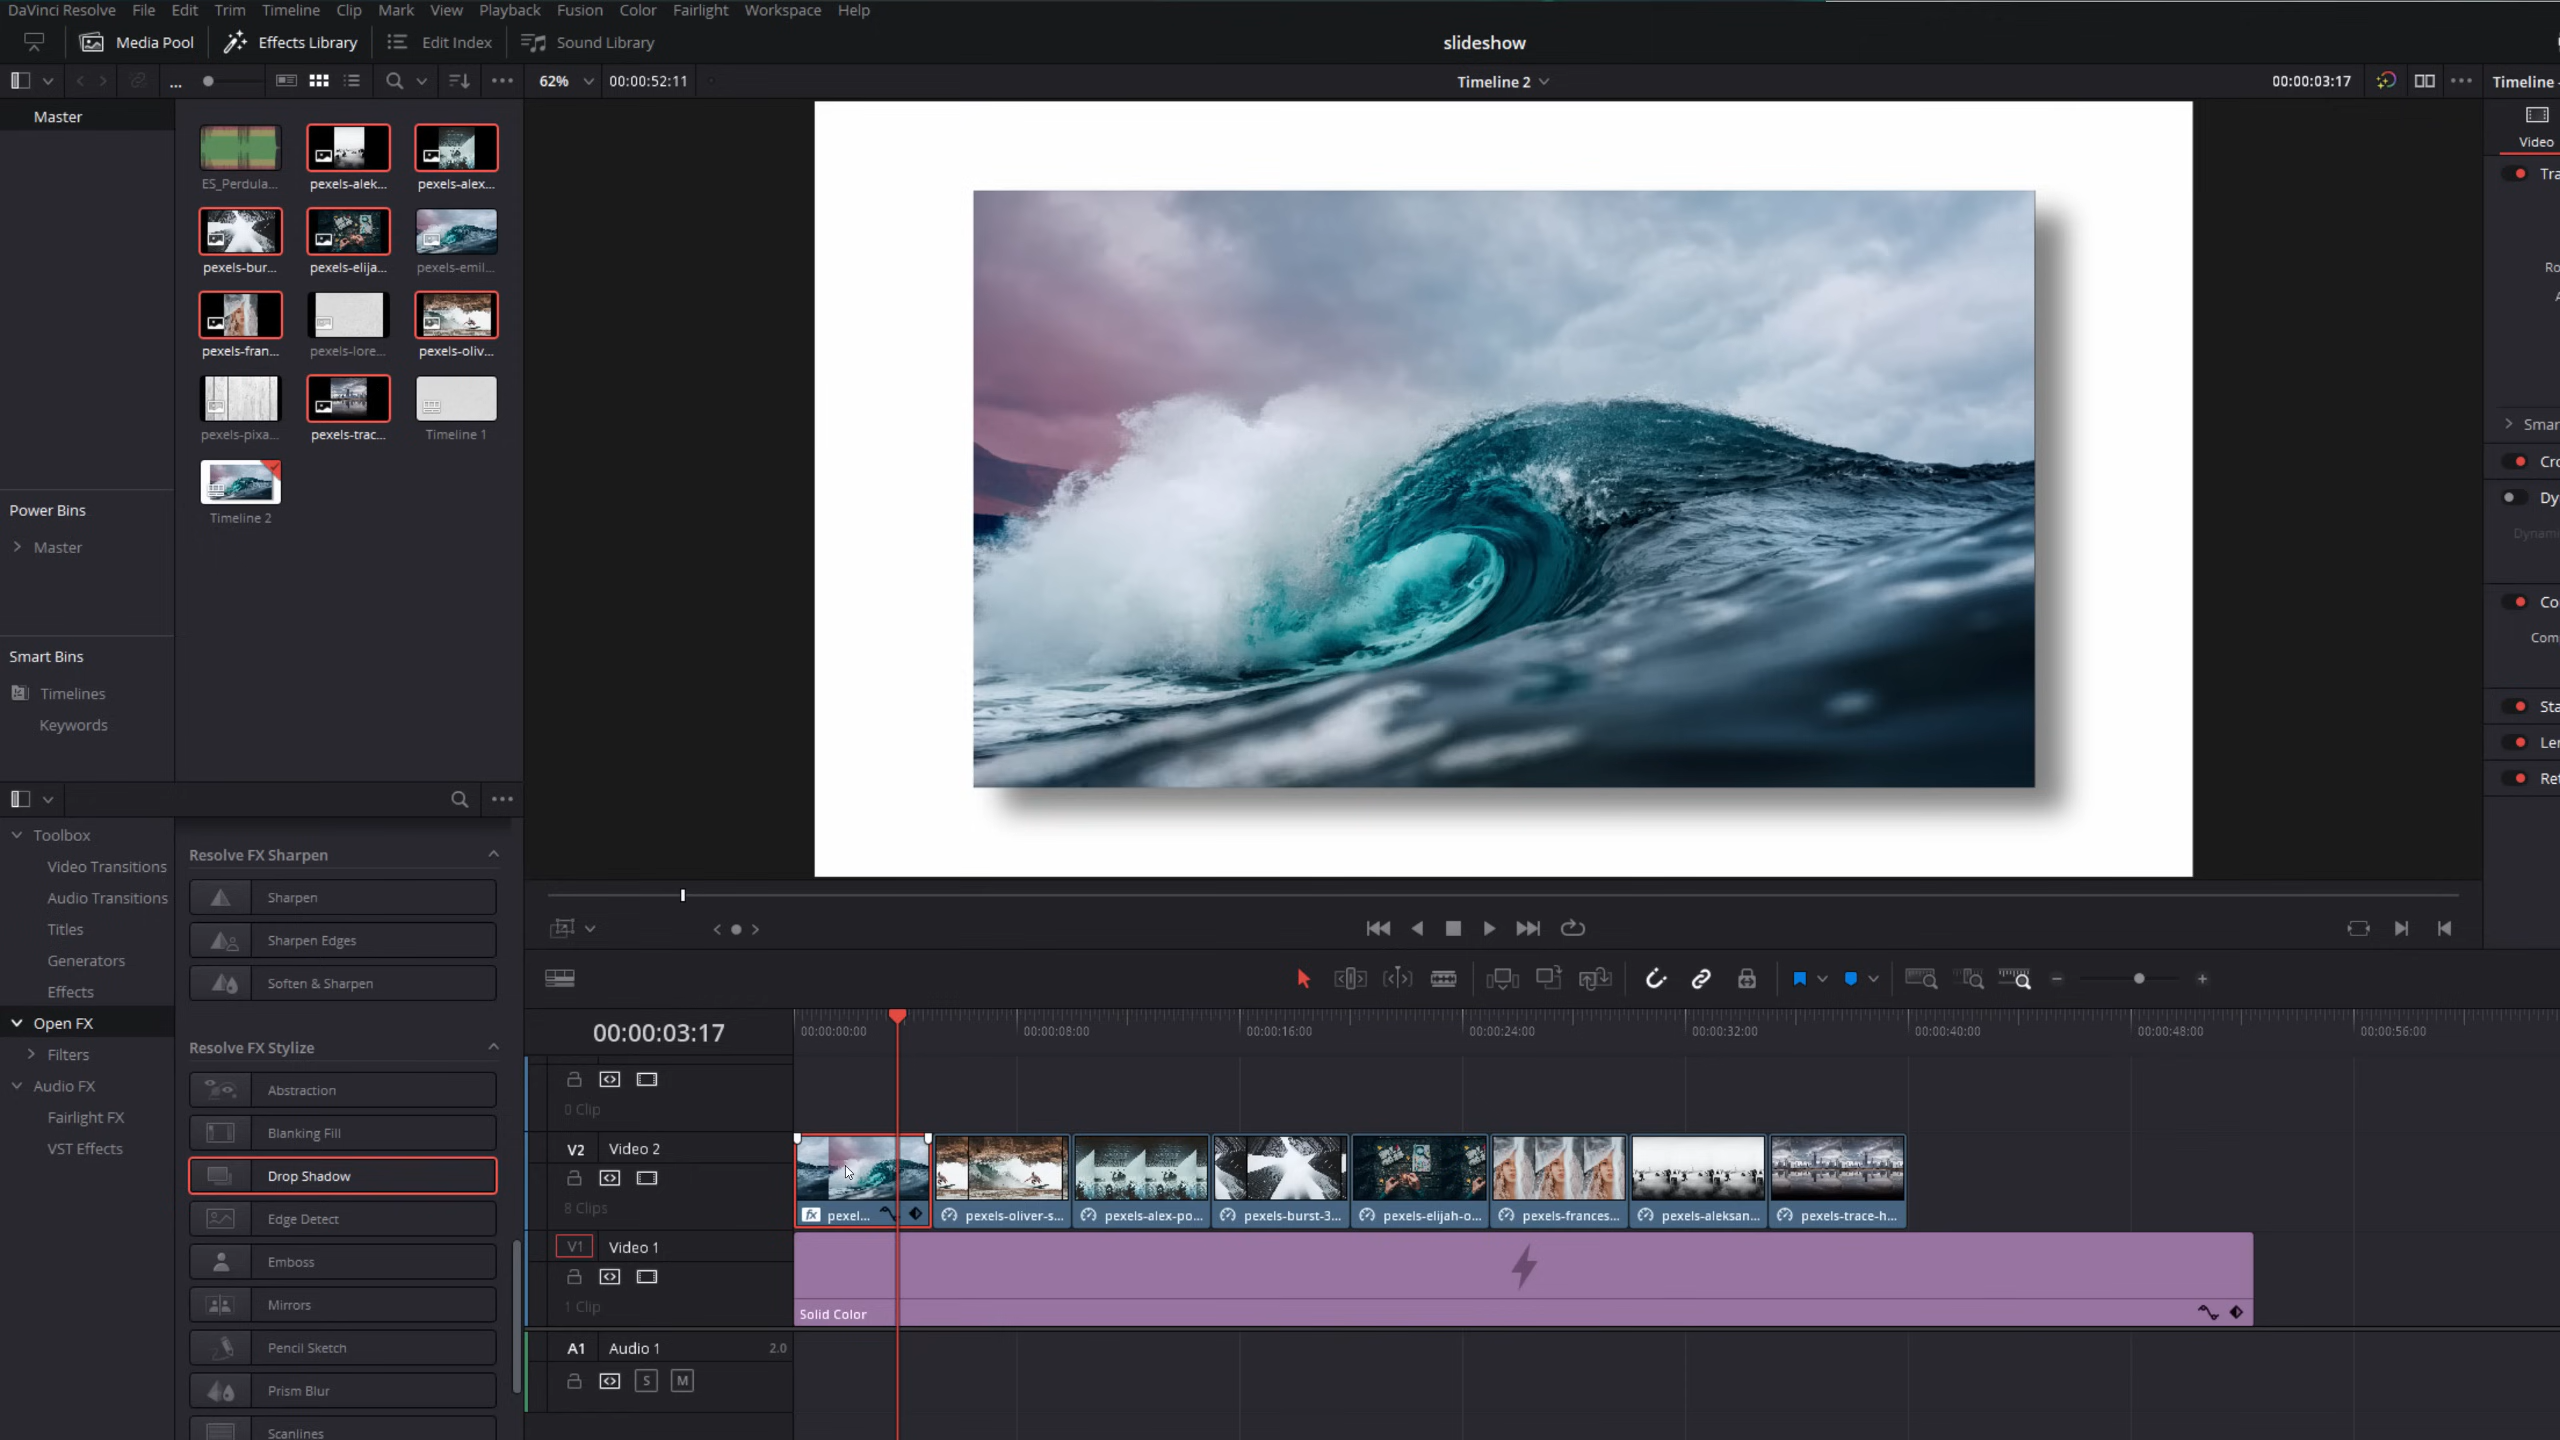 DaVinci Resolve File Edit Trim Timeline Clip Mark View Playback Fusion Color Fairlight Workspace Help
Media Pool Effects Library Edit Index Sound Library slideshow
... 62% 00:00:52:11 Timeline 2 00:00:03:17 Timeline -
Master
Video
ES_Perdula... pexels-alek... pexels-alex...
Tra
pexels-bur... pexels-elija... pexels-emil...
Ro
pexels-fran... pexels-lore... pexels-oliv...
Smar
pexels-pixa... pexels-trac... Timeline 1
Cro
Dy
Power Bins
Timeline 2
Dynami
Master
Co
Com
Smart Bins
Timelines
Sta
Keywords
Len
Ret
Toolbox
Video Transitions
Audio Transitions
Titles
Generators
Effects
Open FX
Filters
Audio FX
Fairlight FX
VST Effects
Resolve FX Sharpen
Sharpen
Sharpen Edges
Soften & Sharpen
Resolve FX Stylize
Abstraction
Blanking Fill
Drop Shadow
Edge Detect
Emboss
Mirrors
Pencil Sketch
Prism Blur
Scanlines
00:00:03:17 00:00:00:00 00:00:08:00 00:00:16:00 00:00:24:00 00:00:32:00 00:00:40:00 00:00:48:00 00:00:56:00
0 Clip
V2 Video 2
8 Clips
fx pexel... pexels-oliver-s... pexels-alex-po... pexels-burst-3... pexels-elijah-o... pexels-frances... pexels-aleksan... pexels-trace-h...
V1 Video 1
1 Clip
Solid Color
A1 Audio 1 2.0
S M